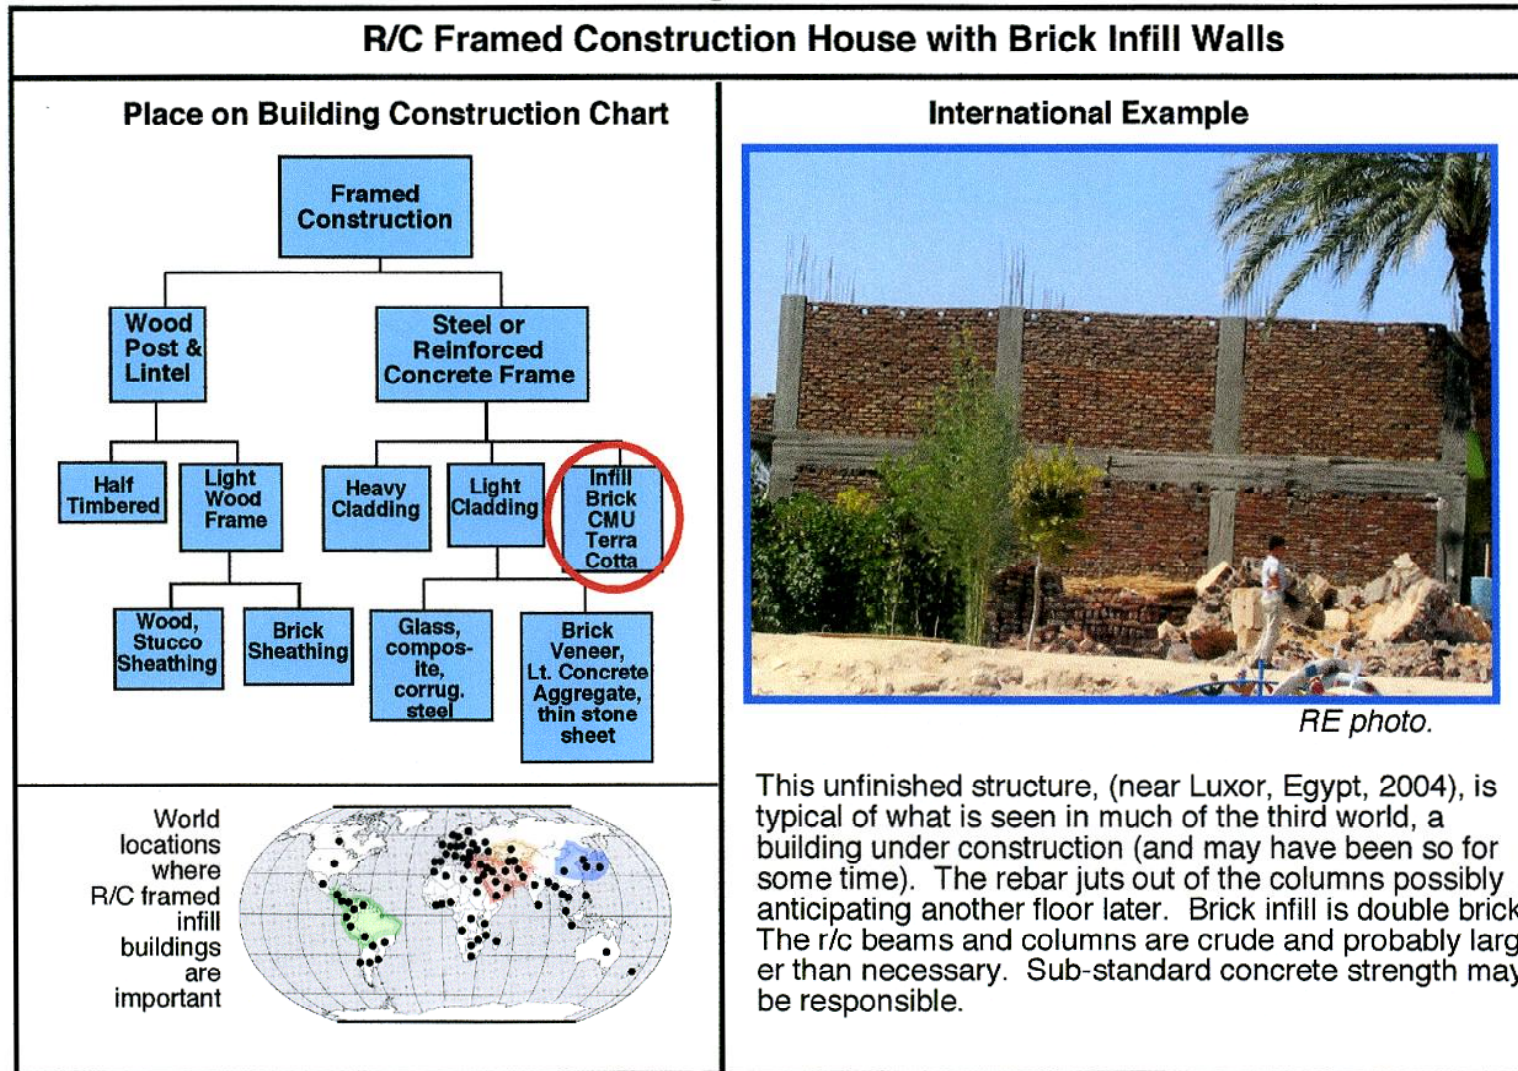 R/C Framed Construction House with Brick Infill Walls
Place on Building Construction Chart
Framed
Construction
Wood
Post &
Lintel
Steel or
Reinforced
Concrete Frame
Half
Timbered
Light
Wood
Frame
Heavy
Cladding
Light
Cladding
Infill
Brick
CMU
Terra
Cotta
Wood,
Stucco
Sheathing
Brick
Sheathing
Glass,
compos-
ite,
corrug.
steel
Brick
Veneer,
Lt. Concrete
Aggregate,
thin stone
sheet
World
locations
where
R/C framed
infill
buildings
are
important
International Example
RE photo.
This unfinished structure, (near Luxor, Egypt, 2004), is
typical of what is seen in much of the third world, a
building under construction (and may have been so for
some time). The rebar juts out of the columns possibly
anticipating another floor later. Brick infill is double brick
The r/c beams and columns are crude and probably larg
er than necessary. Sub-standard concrete strength may
be responsible.